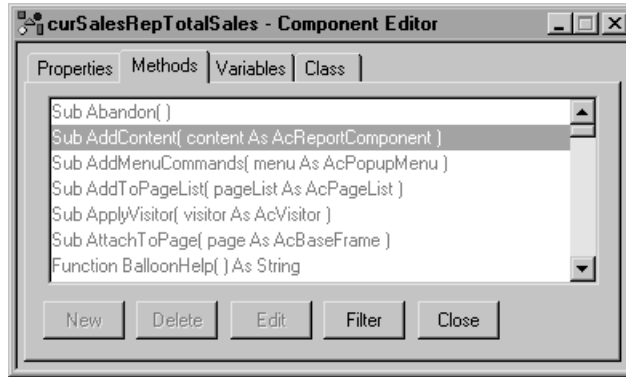 curSalesRepTotalSales - Component Editor
Properties Methods Variables Class
Sub Abandon( )
Sub AddContent( content As AcReportComponent )
Sub AddMenuCommands( menu As AcPopupMenu )
Sub AddToPageList( pageList As AcPageList )
Sub ApplyVisitor( visitor As AcVisitor )
Sub AttachToPage( page As AcBaseFrame )
Function BalloonHelp( ) As String
New Delete Edit Filter Close